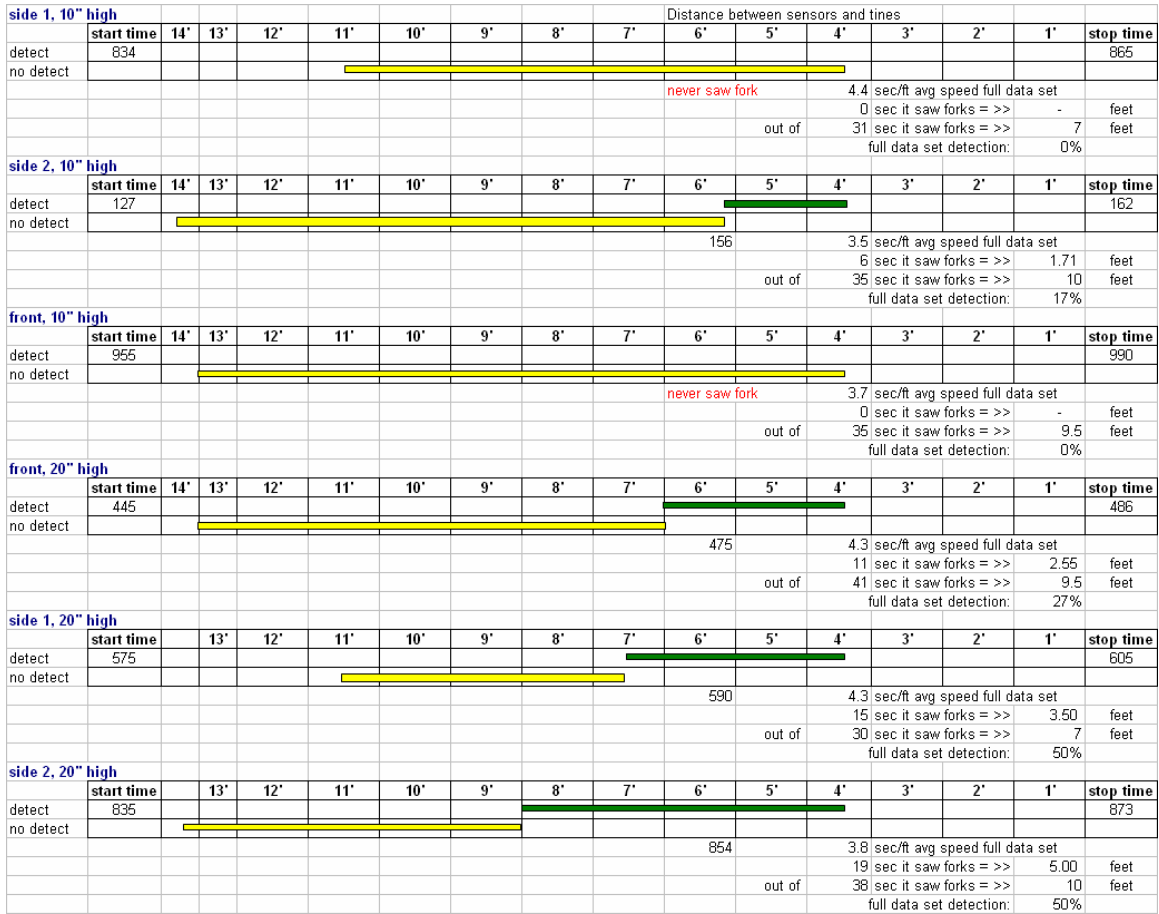 side 1, 10" high Distance between sensors and tines
start time 14' 13' 12' 11' 10' 9' 8' 7' 6' 5' 4' 3' 2' 1' stop time
detect 834 865
no detect
never saw fork 4.4 sec/ft avg speed full data set
0 sec it saw forks = >> - feet
out of 31 sec it saw forks = >> 7 feet
full data set detection: 0%
side 2, 10" high
start time 14' 13' 12' 11' 10' 9' 8' 7' 6' 5' 4' 3' 2' 1' stop time
detect 127 162
no detect
156 3.5 sec/ft avg speed full data set
6 sec it saw forks = >> 1.71 feet
out of 35 sec it saw forks = >> 10 feet
full data set detection: 17%
front, 10" high
start time 14' 13' 12' 11' 10' 9' 8' 7' 6' 5' 4' 3' 2' 1' stop time
detect 955 990
no detect
never saw fork 3.7 sec/ft avg speed full data set
0 sec it saw forks = >> - feet
out of 35 sec it saw forks = >> 9.5 feet
full data set detection: 0%
front, 20" high
start time 14' 13' 12' 11' 10' 9' 8' 7' 6' 5' 4' 3' 2' 1' stop time
detect 445 486
no detect
475 4.3 sec/ft avg speed full data set
11 sec it saw forks = >> 2.55 feet
out of 41 sec it saw forks = >> 9.5 feet
full data set detection: 27%
side 1, 20" high
start time 13' 12' 11' 10' 9' 8' 7' 6' 5' 4' 3' 2' 1' stop time
detect 575 605
no detect
590 4.3 sec/ft avg speed full data set
15 sec it saw forks = >> 3.50 feet
out of 30 sec it saw forks = >> 7 feet
full data set detection: 50%
side 2, 20" high
start time 13' 12' 11' 10' 9' 8' 7' 6' 5' 4' 3' 2' 1' stop time
detect 835 873
no detect
854 3.8 sec/ft avg speed full data set
19 sec it saw forks = >> 5.00 feet
out of 38 sec it saw forks = >> 10 feet
full data set detection: 50%